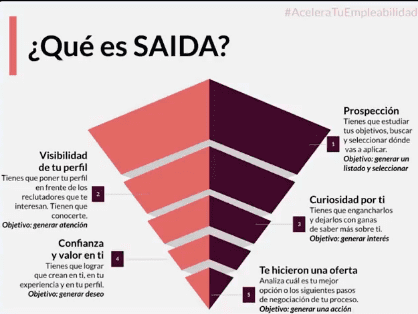 #AceleraTuEmpleabilidad
¿Qué es SAIDA?
Prospección
Tienes que estudiar
tus objetivos, buscar
y seleccionar dónde
vas a aplicar.
Objetivo: generar un
listado y seleccionar
1
Visibilidad
de tu perfil
Tienes que poner tu perfil
en frente de los
reclutadores que te
interesan. Tienen que
conocerte.
Objetivo: generar atención
2
Curiosidad por ti
Tienes que engancharlos
y dejarlos con ganas
de saber más sobre ti.
Objetivo: generar interés
3
Confianza
y valor en ti
Tienes que lograr
que crean en ti, en tu
experiencia y en tu perfil.
Objetivo: generar deseo
4
Te hicieron una oferta
Analiza cuál es tu mejor
opción o los siguientes pasos
de negociación de tu proceso.
Objetivo: generar una acción
5